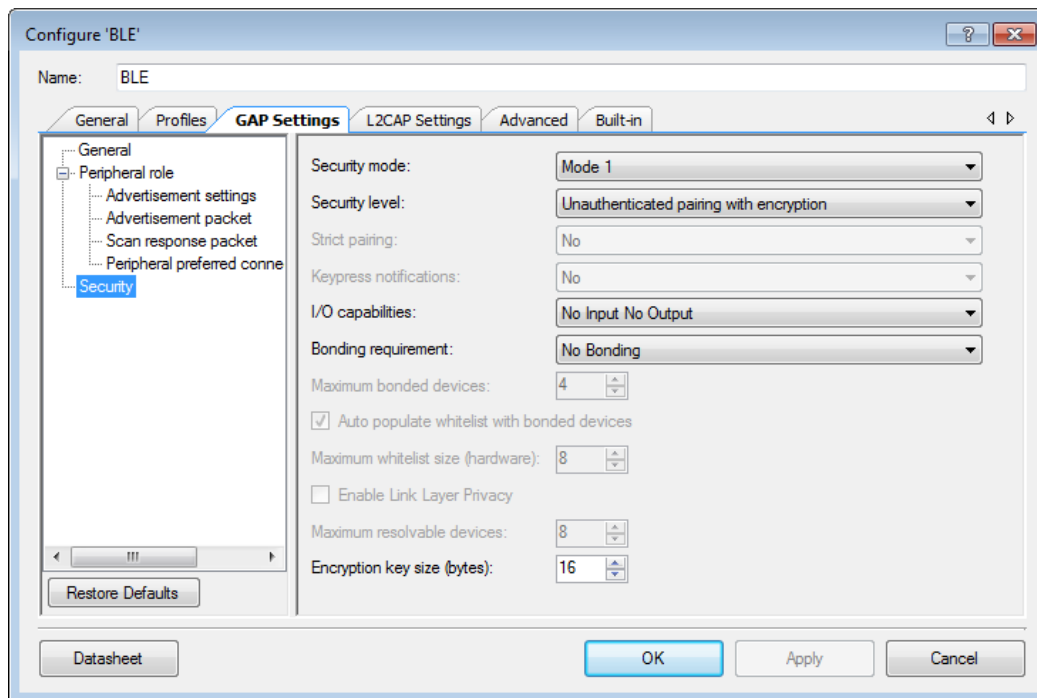 Configure 'BLE'
Name: BLE
General Profiles GAP Settings L2CAP Settings Advanced Built-in
General
Peripheral role
Advertisement settings
Advertisement packet
Scan response packet
Peripheral preferred conne
Security
Restore Defaults
Security mode: Mode 1
Security level: Unauthenticated pairing with encryption
Strict pairing: No
Keypress notifications: No
I/O capabilities: No Input No Output
Bonding requirement: No Bonding
Maximum bonded devices: 4
Auto populate whitelist with bonded devices
Maximum whitelist size (hardware): 8
Enable Link Layer Privacy
Maximum resolvable devices: 8
Encryption key size (bytes): 16
Datasheet OK Apply Cancel